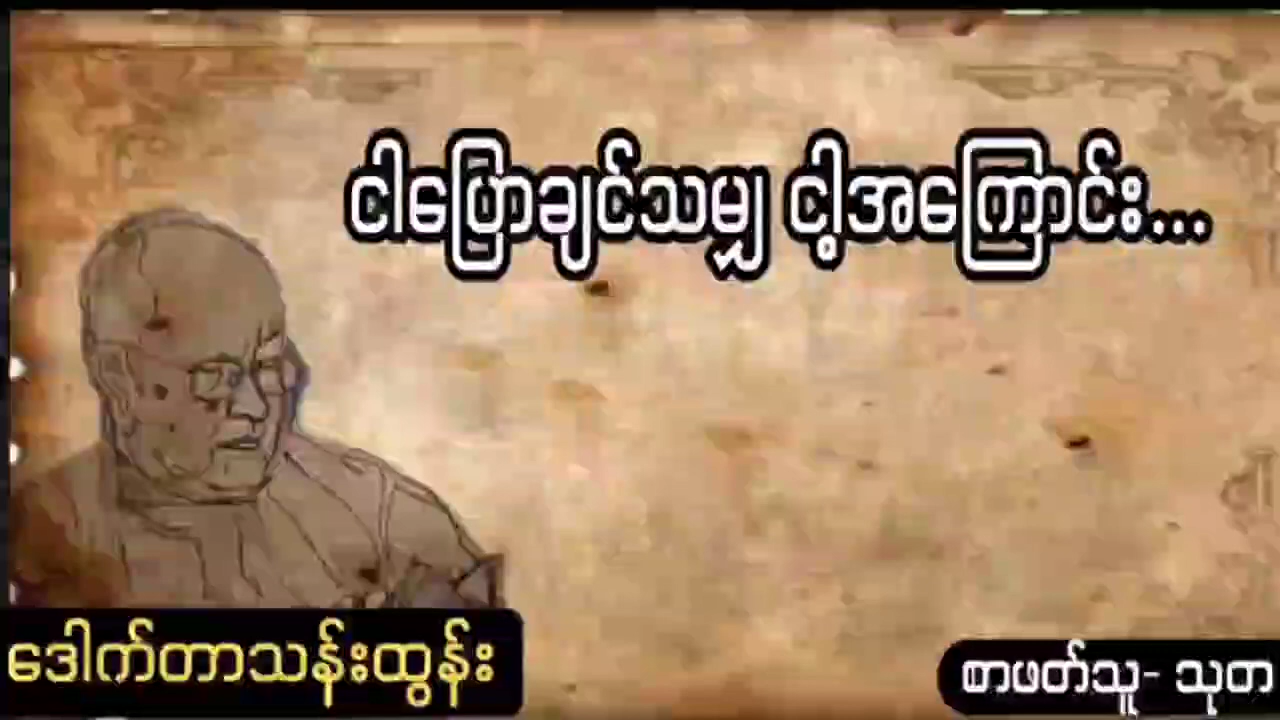 ငါပြောချင်သမျှ ငါ့အကြောင်း...
ဒေါက်တာသန်းထွန်း
စာဖတ်သူ- သုတ